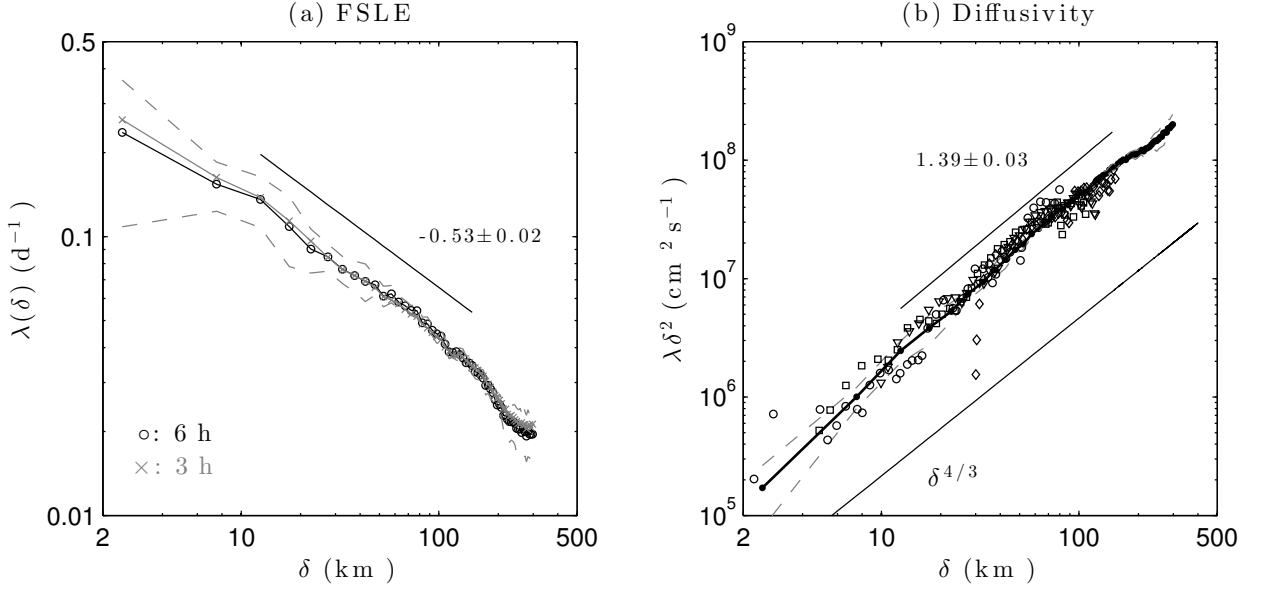 (a) FSLE
0.5
0.1
0.01
λ(δ) (d⁻¹)
-0.53±0.02
o: 6 h
×: 3 h
2
10
100
500
δ (km)
(b) Diffusivity
10⁹
10⁸
10⁷
10⁶
10⁵
λδ² (cm² s⁻¹)
1.39±0.03
δ⁴/³
2
10
100
500
δ (km)